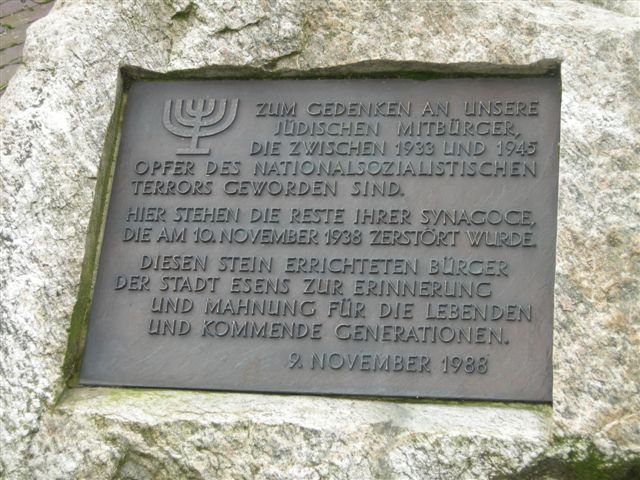 ZUM GEDENKEN AN UNSERE
JÜDISCHEN MITBÜRGER,
DIE ZWISCHEN 1933 UND 1945
OPFER DES NATIONALSOZIALISTISCHEN
TERRORS GEWORDEN SIND.
HIER STEHEN DIE RESTE IHRER SYNAGOGE,
DIE AM 10. NOVEMBER 1938 ZERSTÖRT WURDE.
DIESEN STEIN ERRICHTETEN BÜRGER
DER STADT ESENS ZUR ERINNERUNG
UND MAHNUNG FÜR DIE LEBENDEN
UND KOMMENDE GENERATIONEN.
9. NOVEMBER 1988